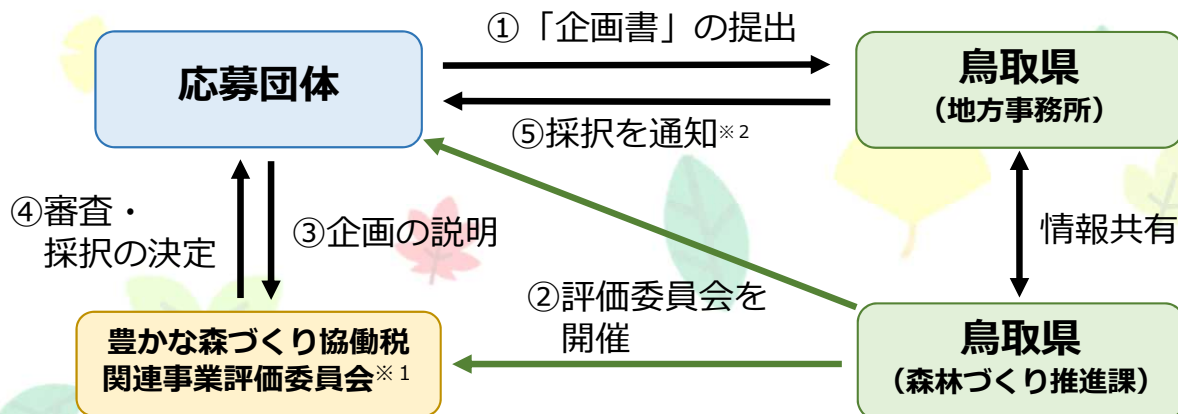 ①「企画書」の提出
応募団体
鳥取県
（地方事務所）
⑤採択を通知※2
④審査・
採択の決定
③企画の説明
情報共有
②評価委員会を
開催
豊かな森づくり協働税
関連事業評価委員会※1
鳥取県
（森林づくり推進課）